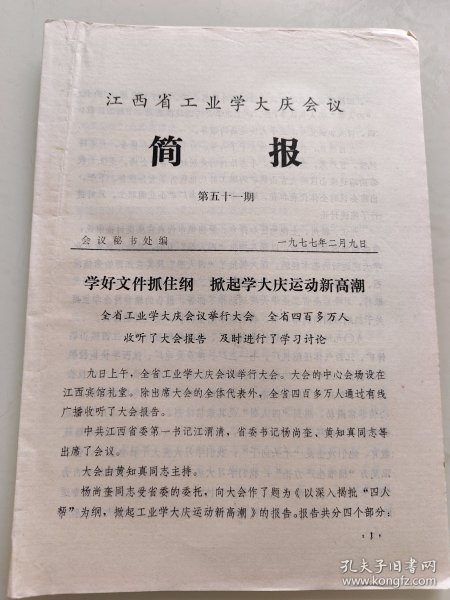 江西省工业学大庆会议
简报
第五十一期
会议秘书处编 一九七七年二月九日
学好文件抓住纲 掀起学大庆运动新高潮
全省工业学大庆会议举行大会 全省四百多万人
收听了大会报告 及时进行了学习讨论
九日上午，全省工业学大庆会议举行大会。大会的中心会场设在
江西宾馆礼堂。除出席大会的全体代表外，全省四百多万人通过有线
广播收听了大会报告。
中共江西省委第一书记江渭清，省委书记杨尚奎、黄知真同志等
出席了会议。
大会由黄知真同志主持。
杨尚奎同志受省委的委托，向大会作了题为《以深入揭批“四人
帮”为纲，掀起工业学大庆运动新高潮》的报告。报告共分四个部分：
·1·
孔夫子旧书网
www.kongfz.com